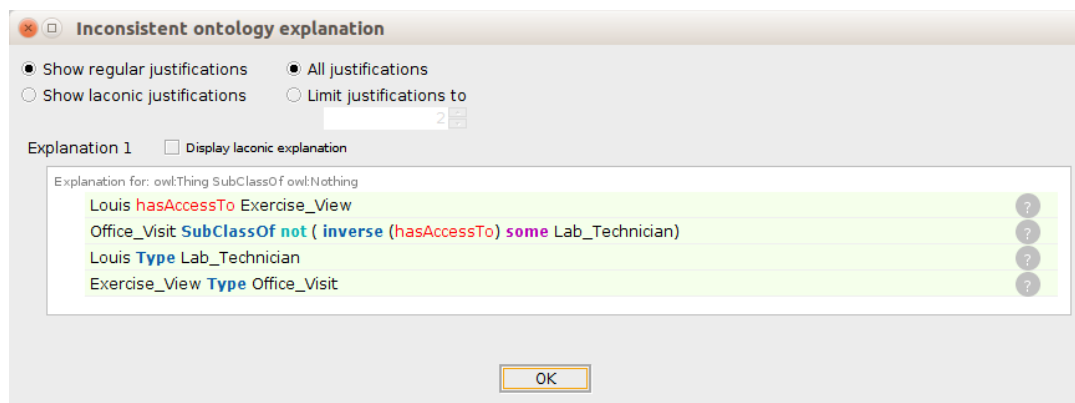 Inconsistent ontology explanation
Show regular justifications All justifications
Show laconic justifications Limit justifications to
2
Explanation 1 Display laconic explanation
Explanation for: owl:Thing SubClassOf owl:Nothing
Louis hasAccessTo Exercise_View ?
Office_Visit SubClassOf not ( inverse (hasAccessTo) some Lab_Technician) ?
Louis Type Lab_Technician ?
Exercise_View Type Office_Visit ?
OK